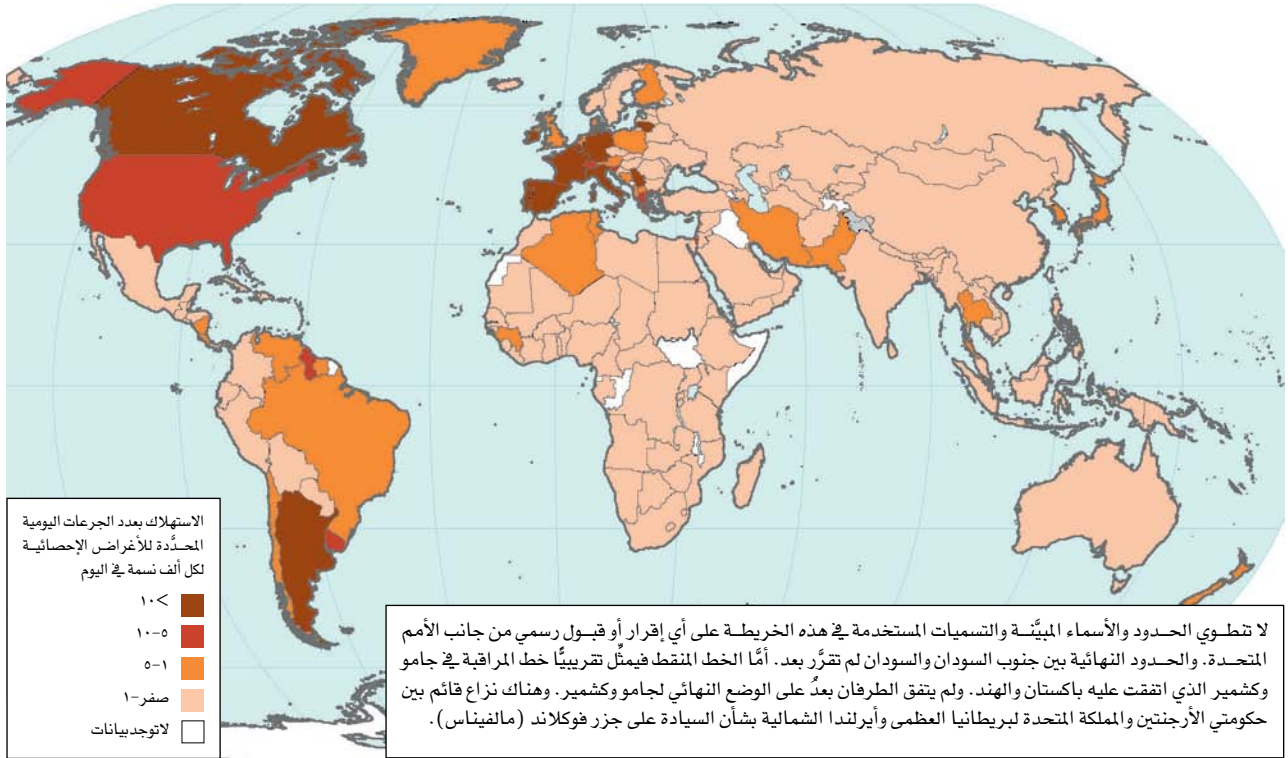 الاستهلاك بعدد الجرعات اليومية
المحدَّدة للأغراض الإحصائيـة
لكل ألف نسمة في اليوم
>١٠
٥-١٠
١-٥
صفر-١
لاتوجدبيانات
لا تنطـوي الحـدود والأسماء المبيَّنـة والتسميات المستخدمة في هذه الخريطـة على أي إقرار أو قبـول رسمي من جانب الأمم
المتحـدة. والحـدود النهائية بين جنوب السودان والسودان لم تقرَّر بعد. أمَّا الخط المنقط فيمثِّل تقريبيًّا خط المراقبة في جامو
وكشمير الذي اتفقت عليه باكستان والهند. ولم يتفق الطرفان بعدُ على الوضع النهائي لجامو وكشمير. وهناك نزاع قائم بين
حكومتي الأرجنتين والمملكة المتحدة لبريطانيا العظمى وأيرلندا الشمالية بشأن السيادة على جزر فوكلاند (مالفيناس).